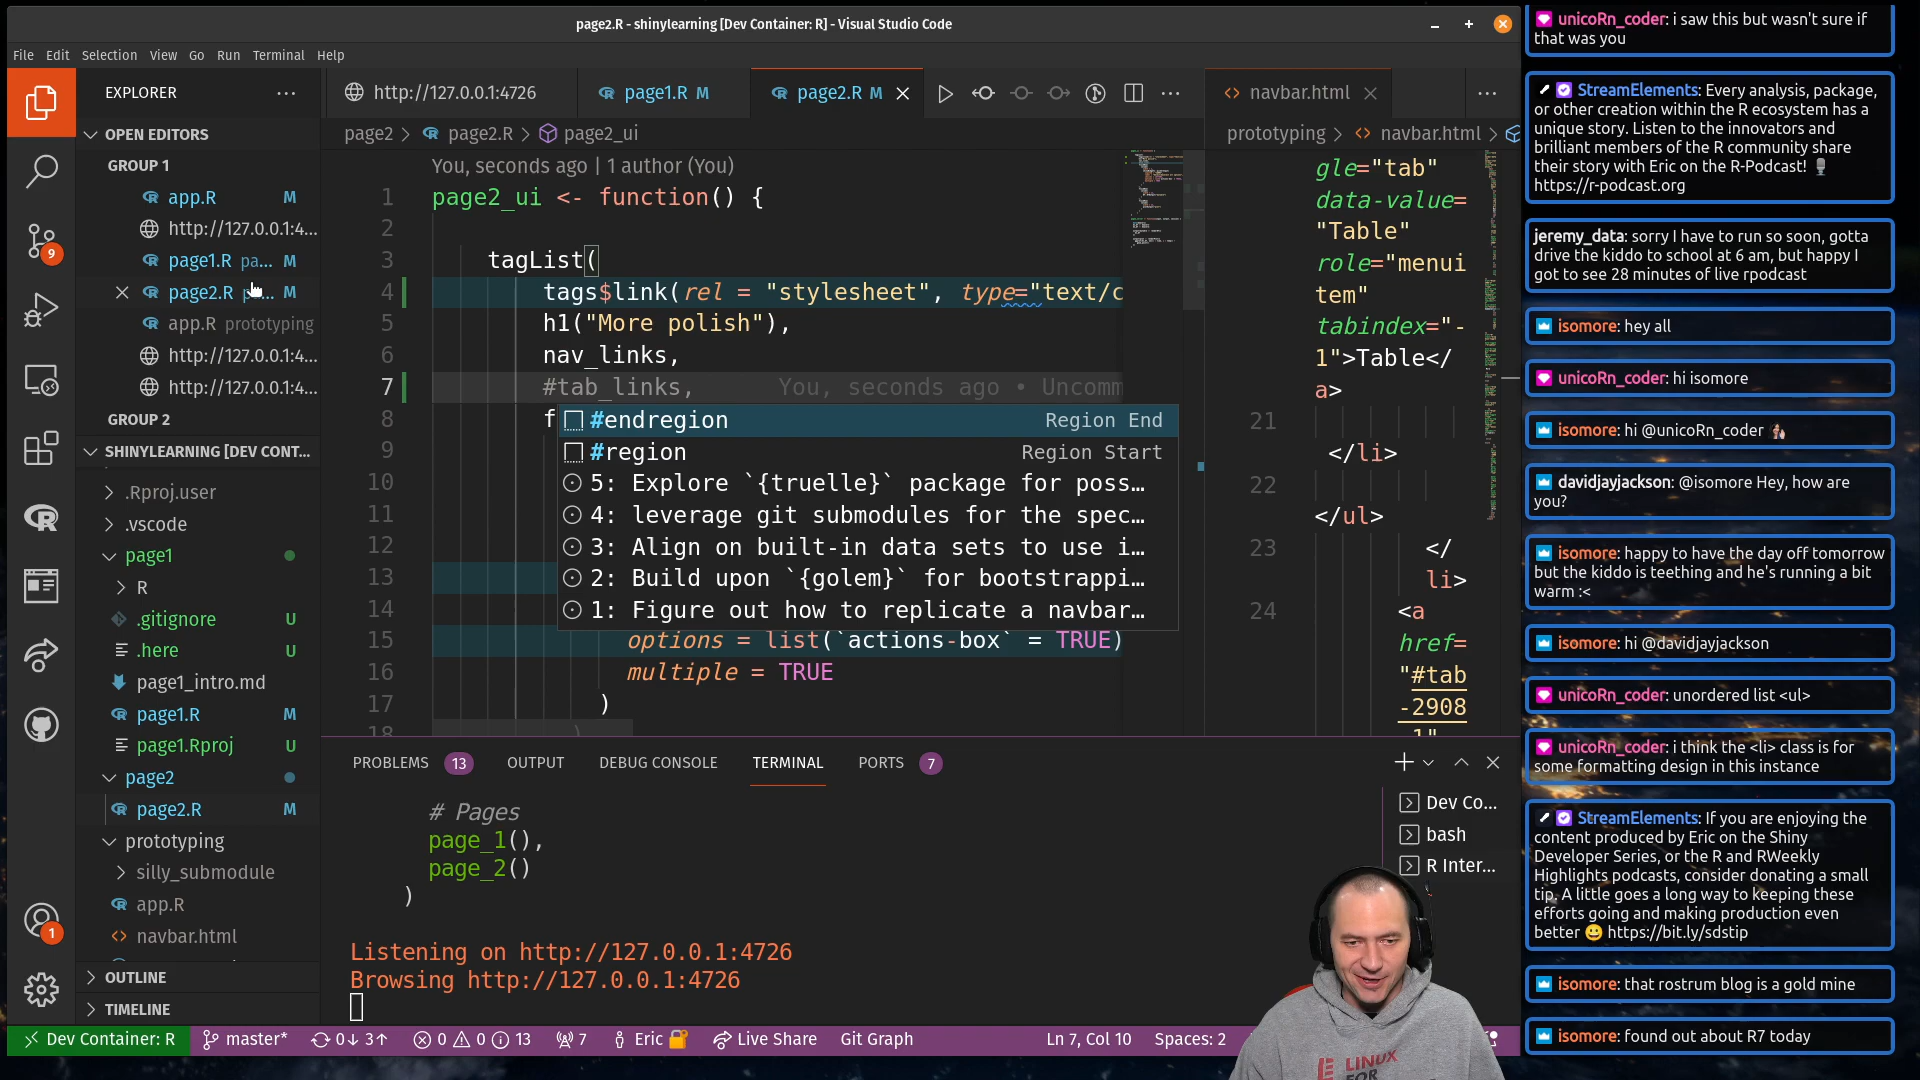 page2.R - shinylearning [Dev Container: R] - Visual Studio Code
File Edit Selection View Go Run Terminal Help
EXPLORER
OPEN EDITORS
GROUP 1
app.R M
http://127.0.0.1:4...
page1.R pa... M
page2.R p... M
app.R prototyping
http://127.0.0.1:4...
http://127.0.0.1:4...
GROUP 2
SHINYLEARNING [DEV CONT...
.Rproj.user
.vscode
page1
R
.gitignore U
.here U
page1_intro.md
page1.R M
page1.Rproj U
page2
page2.R M
prototyping
silly_submodule
app.R
navbar.html
OUTLINE
TIMELINE
9
1
http://127.0.0.1:4726
page1.R M
page2.R M
page2 > page2.R > page2_ui
You, seconds ago | 1 author (You)
1 page2_ui <- function() {
2
3 tagList(
4 tags$link(rel = "stylesheet", type="text/c
5 h1("More polish"),
6 nav_links,
7 #tab_links, You, seconds ago • Uncomm
8 f
9
10
11
12
13
14
15 options = list(`actions-box` = TRUE)
16 multiple = TRUE
17 )
18 )
#endregion Region End
#region Region Start
5: Explore `{truelle}` package for poss...
4: leverage git submodules for the spec...
3: Align on built-in data sets to use i...
2: Build upon `{golem}` for bootstrappi...
1: Figure out how to replicate a navbar...
navbar.html
prototyping > navbar.html >
gle="tab"
data-value=
"Table"
role="menui
tem"
tabindex="-
1">Table</
a>
21
</li>
22
</ul>
23 </
li>
24 <a
href=
"#tab
-2908
-1"
PROBLEMS 13 OUTPUT DEBUG CONSOLE TERMINAL PORTS 7
# Pages
page_1(),
page_2()
)
Listening on http://127.0.0.1:4726
Browsing http://127.0.0.1:4726
Dev Co...
bash
R Inter...
Dev Container: R master* 0↓ 3↑ 0 0 13 7 Eric Live Share Git Graph Ln 7, Col 10 Spaces: 2
LINUX
FOR
unicoRn_coder: i saw this but wasn't sure if
that was you
StreamElements: Every analysis, package,
or other creation within the R ecosystem has a
unique story. Listen to the innovators and
brilliant members of the R community share
their story with Eric on the R-Podcast! 🎙️
https://r-podcast.org
jeremy_data: sorry I have to run so soon, gotta
drive the kiddo to school at 6 am, but happy I
got to see 28 minutes of live rpodcast
isomore: hey all
unicoRn_coder: hi isomore
isomore: hi @unicoRn_coder
davidjayjackson: @isomore Hey, how are
you?
isomore: happy to have the day off tomorrow
but the kiddo is teething and he's running a bit
warm :<
isomore: hi @davidjayjackson
unicoRn_coder: unordered list <ul>
unicoRn_coder: i think the <li> class is for
some formatting design in this instance
StreamElements: If you are enjoying the
content produced by Eric on the Shiny
Developer Series, or the R and RWeekly
Highlights podcasts, consider donating a small
tip. A little goes a long way to keeping these
efforts going and making production even
better 😀 https://bit.ly/sdstip
isomore: that rostrum blog is a gold mine
isomore: found out about R7 today